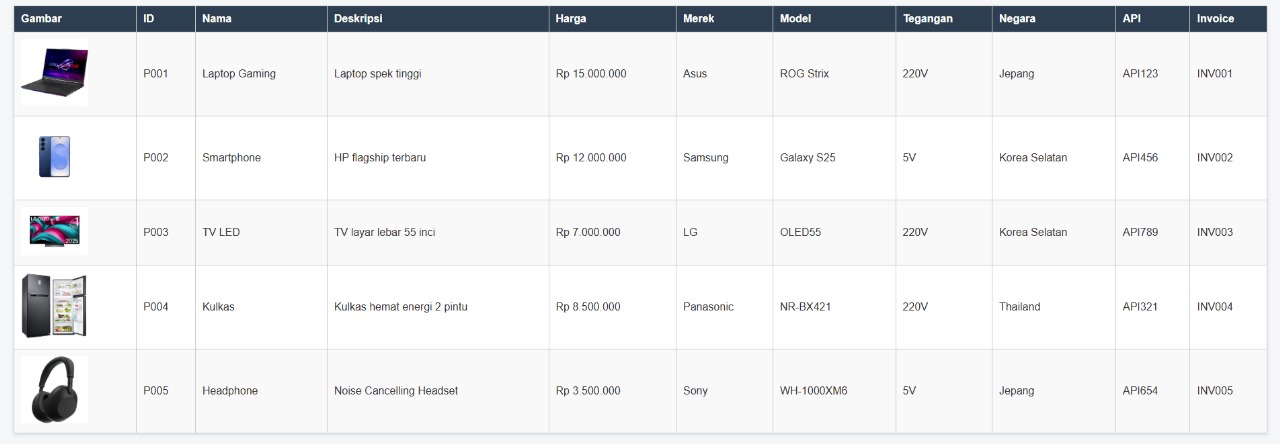 Gambar ID Nama Deskripsi Harga Merek Model Tegangan Negara API Invoice
P001 Laptop Gaming Laptop spek tinggi Rp 15.000.000 Asus ROG Strix 220V Jepang API123 INV001
P002 Smartphone HP flagship terbaru Rp 12.000.000 Samsung Galaxy S25 5V Korea Selatan API456 INV002
P003 TV LED TV layar lebar 55 inci Rp 7.000.000 LG OLED55 220V Korea Selatan API789 INV003
P004 Kulkas Kulkas hemat energi 2 pintu Rp 8.500.000 Panasonic NR-BX421 220V Thailand API321 INV004
P005 Headphone Noise Cancelling Headset Rp 3.500.000 Sony WH-1000XM6 5V Jepang API654 INV005